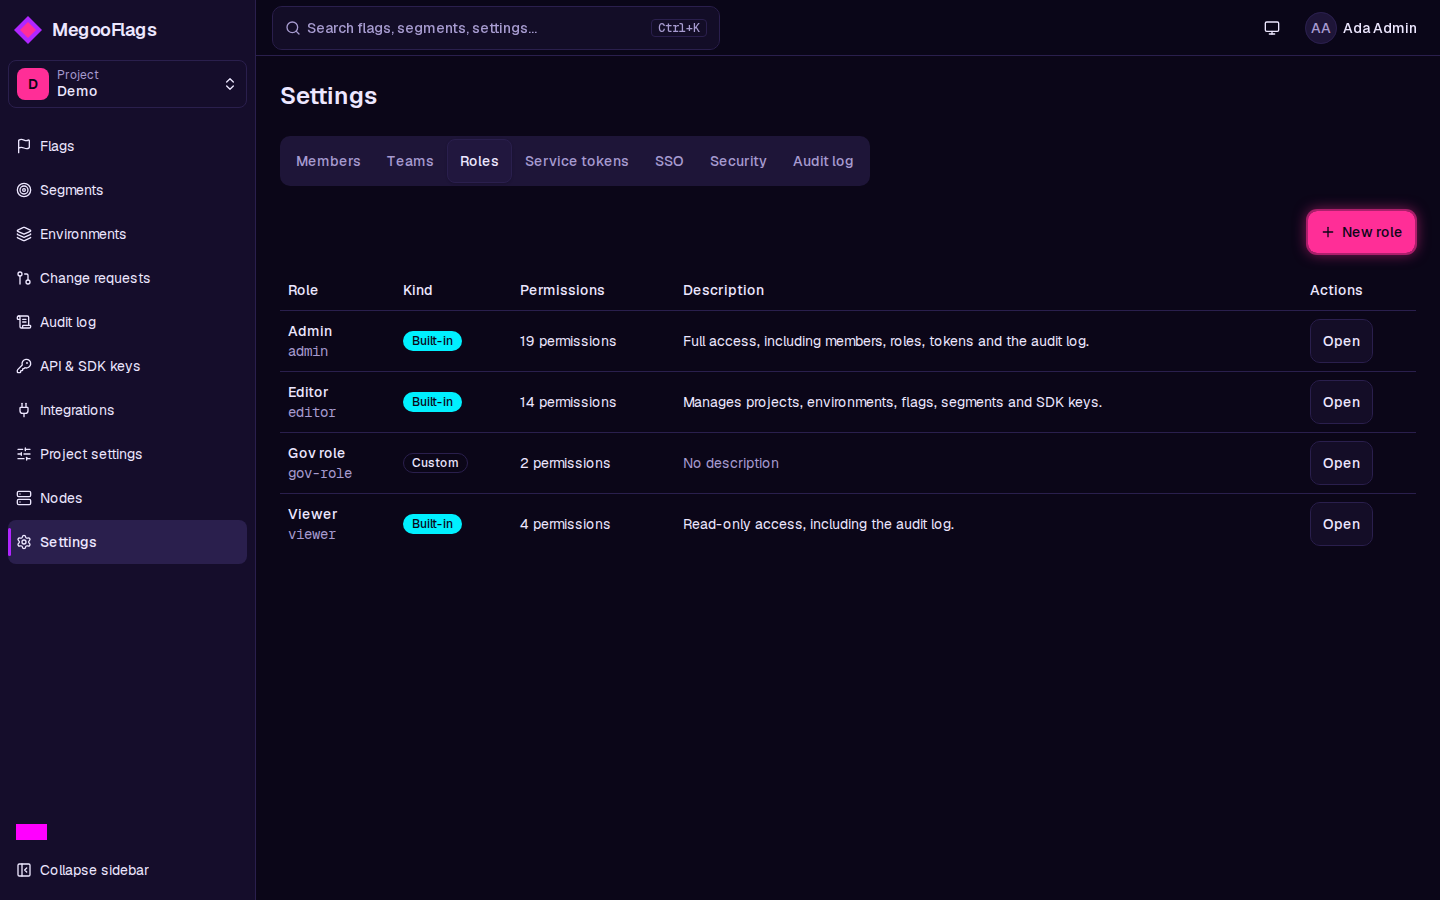 MegooFlags
Search flags, segments, settings...
Ctrl+K
AA
Ada Admin
D
Project
Demo
Flags
Segments
Environments
Change requests
Audit log
API & SDK keys
Integrations
Project settings
Nodes
Settings
Collapse sidebar
Settings
Members Teams Roles Service tokens SSO Security Audit log
New role
Role Kind Permissions Description Actions
Admin
admin
Built-in
19 permissions
Full access, including members, roles, tokens and the audit log.
Open
Editor
editor
Built-in
14 permissions
Manages projects, environments, flags, segments and SDK keys.
Open
Gov role
gov-role
Custom
2 permissions
No description
Open
Viewer
viewer
Built-in
4 permissions
Read-only access, including the audit log.
Open